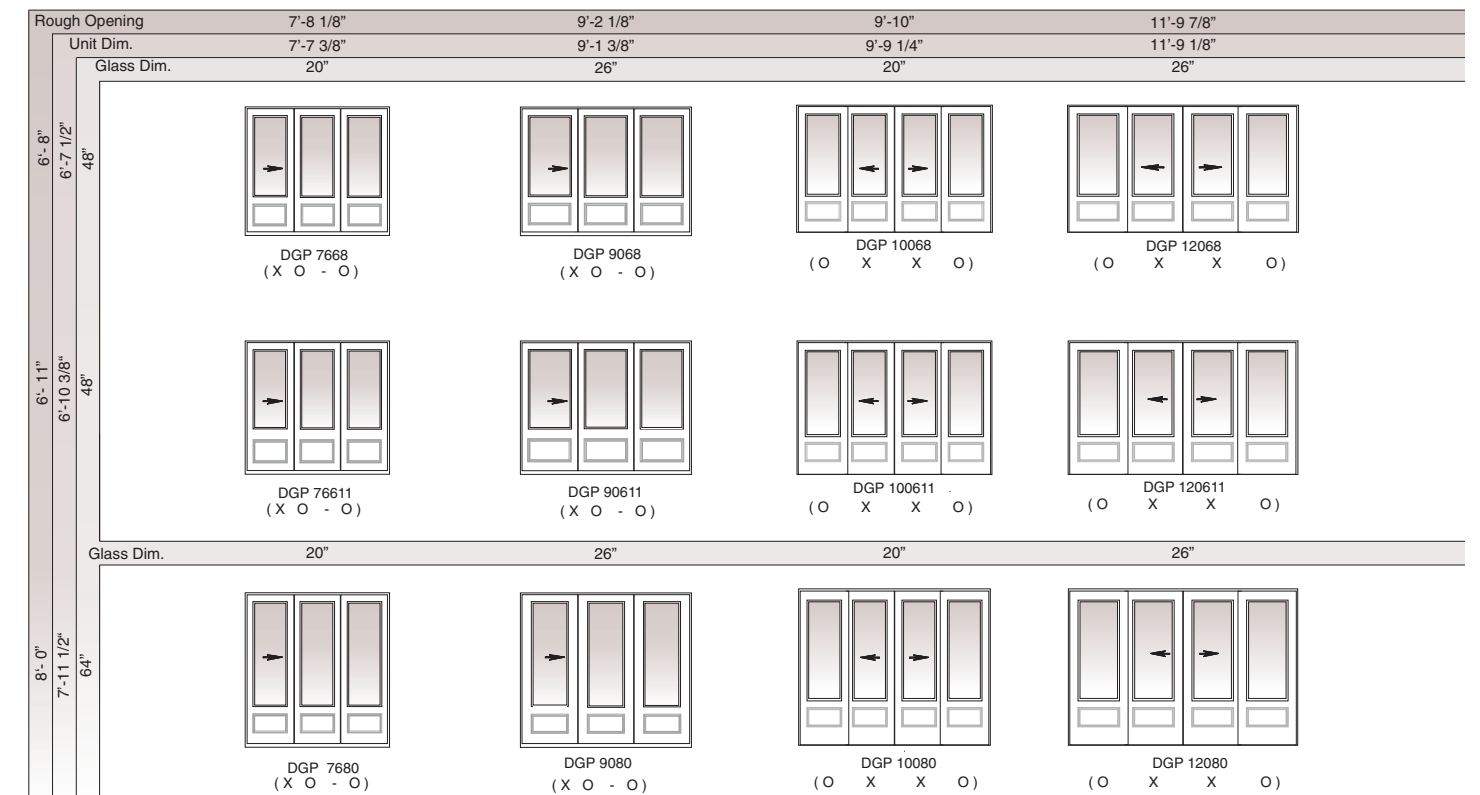 Rough Opening 7’-8 1/8” 9’-2 1/8” 9’-10” 11’-9 7/8”
Unit Dim. 7’-7 3/8” 9’-1 3/8” 9’-9 1/4” 11’-9 1/8”
Glass Dim. 20” 26” 20” 26”
6‘- 8”
6’-7 1/2”
48”
DGP 7668 DGP 9068 DGP 10068 DGP 12068
( X O - O ) ( X O - O ) ( O X X O ) ( O X X O )
6‘- 11”
6’-10 3/8“
48”
DGP 76611 DGP 90611 DGP 100611 DGP 120611
( X O - O ) ( X O - O ) ( O X X O ) ( O X X O )
Glass Dim. 20” 26” 20” 26”
8‘- 0”
7’-11 1/2“
64”
DGP 7680 DGP 9080 DGP 10080 DGP 12080
( X O - O ) ( X O - O ) ( O X X O ) ( O X X O )